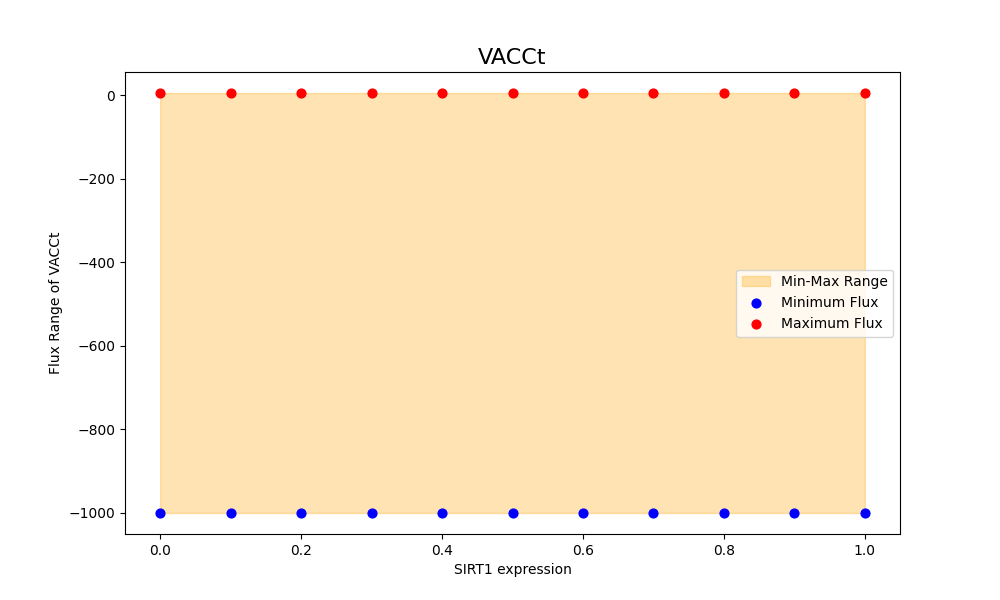 VACCt
0
−200
−400
−600
−800
−1000
Flux Range of VACCt
Min-Max Range
Minimum Flux
Maximum Flux
0.0 0.2 0.4 0.6 0.8 1.0
SIRT1 expression